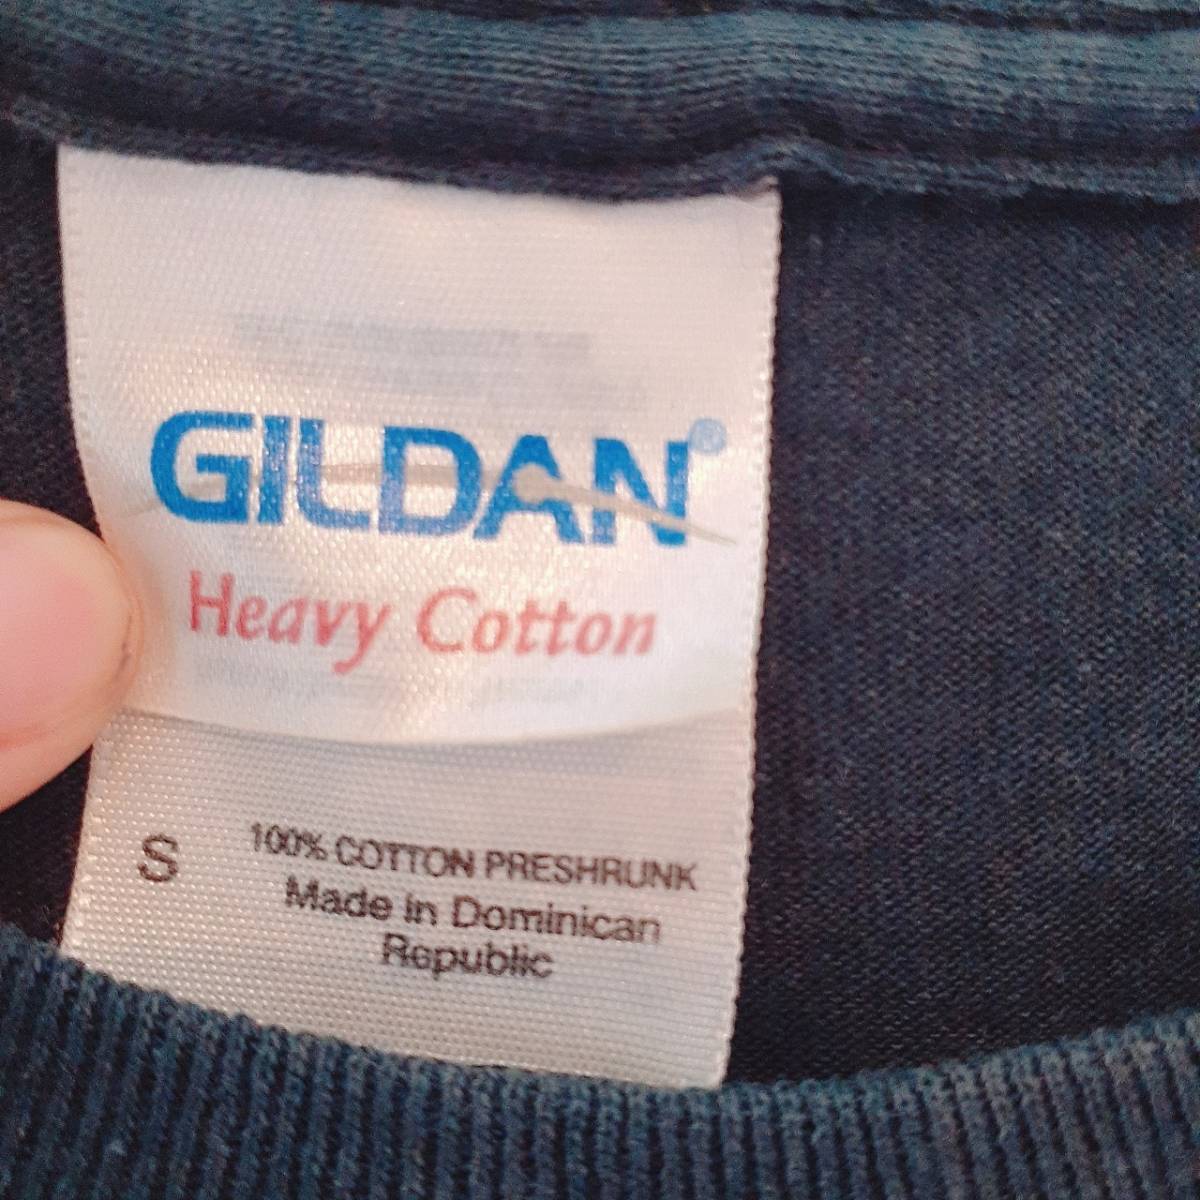 GILDAN®
Heavy Cotton
S
100% COTTON PRESHRUNK
Made in Dominican
Republic